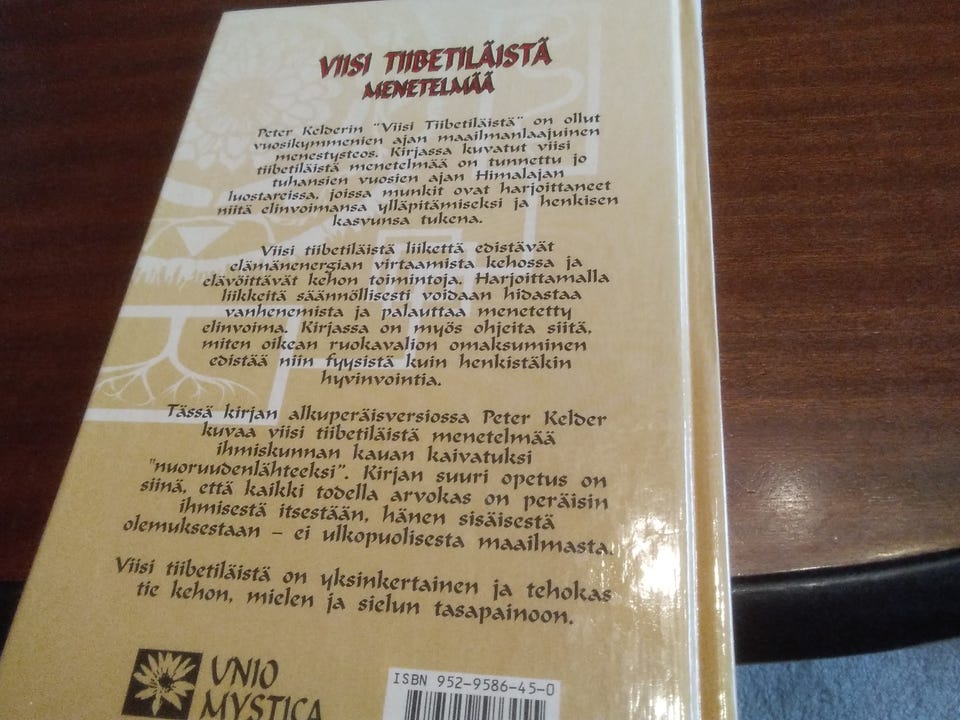 VIISI TIIBETILÄISTÄ
MENETELMÄÄ
Peter Kelderin "Viisi Tiibetiläistä" on ollut
vuosikymmenien ajan maailmanlaajuinen
menestysteos. Kirjassa kuvatut viisi
tiibetiläistä menetelmää on tunnettu jo
tuhansien vuosien ajan Himalajan
luostareissa, joissa munkit ovat harjoittaneet
niitä elinvoimansa ylläpitämiseksi ja henkisen
kasvunsa tukena.
Viisi tiibetiläistä liikettä edistävät
elämänenergian virtaamista kehossa ja
elävöittävät kehon toimintoja. Harjoittamalla
liikkeitä säännöllisesti voidaan hidastaa
vanhenemista ja palauttaa menetetty
elinvoima. Kirjassa on myös ohjeita siitä,
miten oikean ruokavalion omaksuminen
edistää niin fyysistä kuin henkistäkin
hyvinvointia.
Tässä kirjan alkuperäisversiossa Peter Kelder
kuvaa viisi tiibetiläistä menetelmää
ihmiskunnan kauan kaivatuksi
"nuoruudenlähteeksi". Kirjan suuri opetus on
siinä, että kaikki todella arvokas on peräisin
ihmisestä itsestään, hänen sisäisestä
olemuksestaan – ei ulkopuolisesta maailmasta.
Viisi tiibetiläistä on yksinkertainen ja tehokas
tie kehon, mielen ja sielun tasapainoon.
UNIO
MYSTICA
ISBN 952-9586-45-0